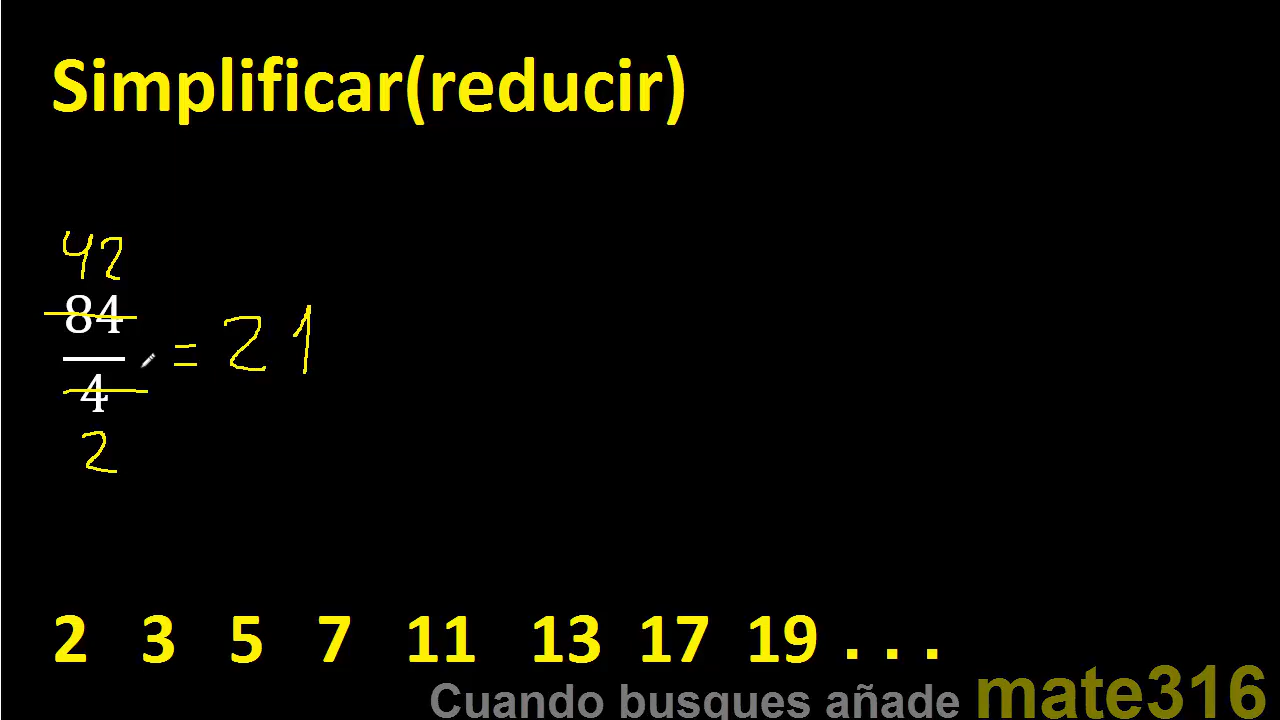 Simplificar(reducir)
42
84
4
2
= 21
2 3 5 7 11 13 17 19 . . .
Cuando busques añade mate316